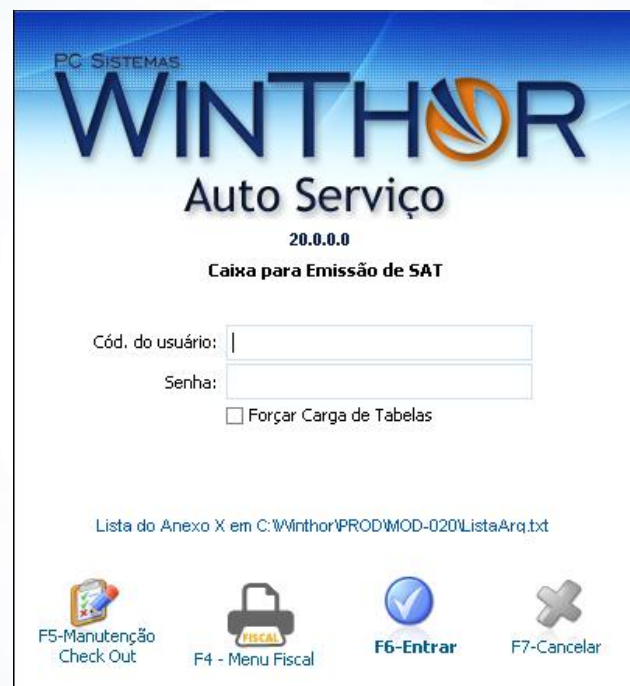 PC SISTEMAS
WINTHOR
Auto Serviço
20.0.0.0
Caixa para Emissão de SAT
Cód. do usuário:
Senha:
Forçar Carga de Tabelas
Lista do Anexo X em C:\Winthor\PROD\MOD-020\ListaArq.txt
F5-Manutenção
Check Out
FISCAL
F4 - Menu Fiscal
F6-Entrar
F7-Cancelar